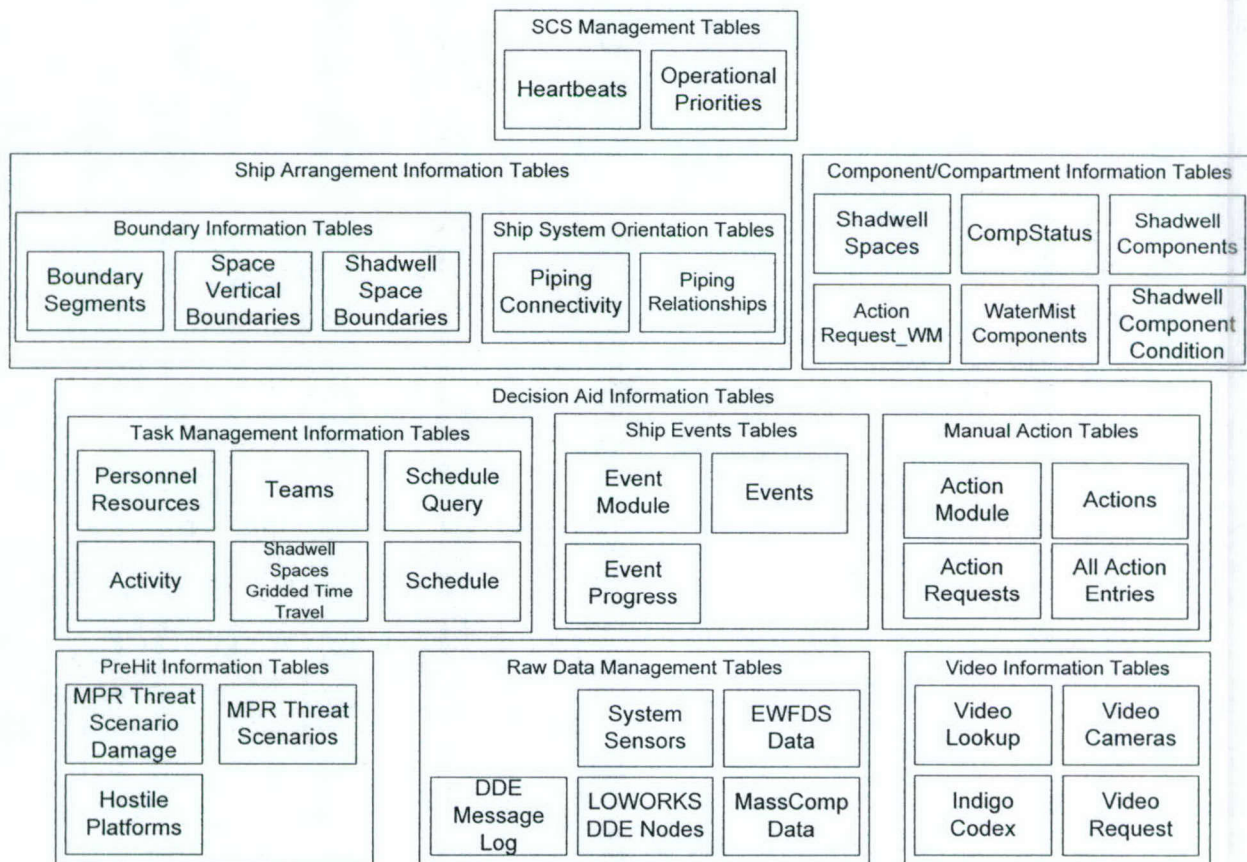 SCS Management Tables
Heartbeats
Operational
Priorities
Ship Arrangement Information Tables
Boundary Information Tables
Boundary
Segments
Space
Vertical
Boundaries
Shadwell
Space
Boundaries
Ship System Orientation Tables
Piping
Connectivity
Piping
Relationships
Component/Compartment Information Tables
Shadwell
Spaces
CompStatus
Shadwell
Components
Action
Request_WM
WaterMist
Components
Shadwell
Component
Condition
Decision Aid Information Tables
Task Management Information Tables
Personnel
Resources
Teams
Schedule
Query
Activity
Shadwell
Spaces
Gridded Time
Travel
Schedule
Ship Events Tables
Event
Module
Events
Event
Progress
Manual Action Tables
Action
Module
Actions
Action
Requests
All Action
Entries
PreHit Information Tables
MPR Threat
Scenario
Damage
MPR Threat
Scenarios
Hostile
Platforms
Raw Data Management Tables
System
Sensors
EWFDS
Data
DDE
Message
Log
LOWORKS
DDE Nodes
MassComp
Data
Video Information Tables
Video
Lookup
Video
Cameras
Indigo
Codex
Video
Request